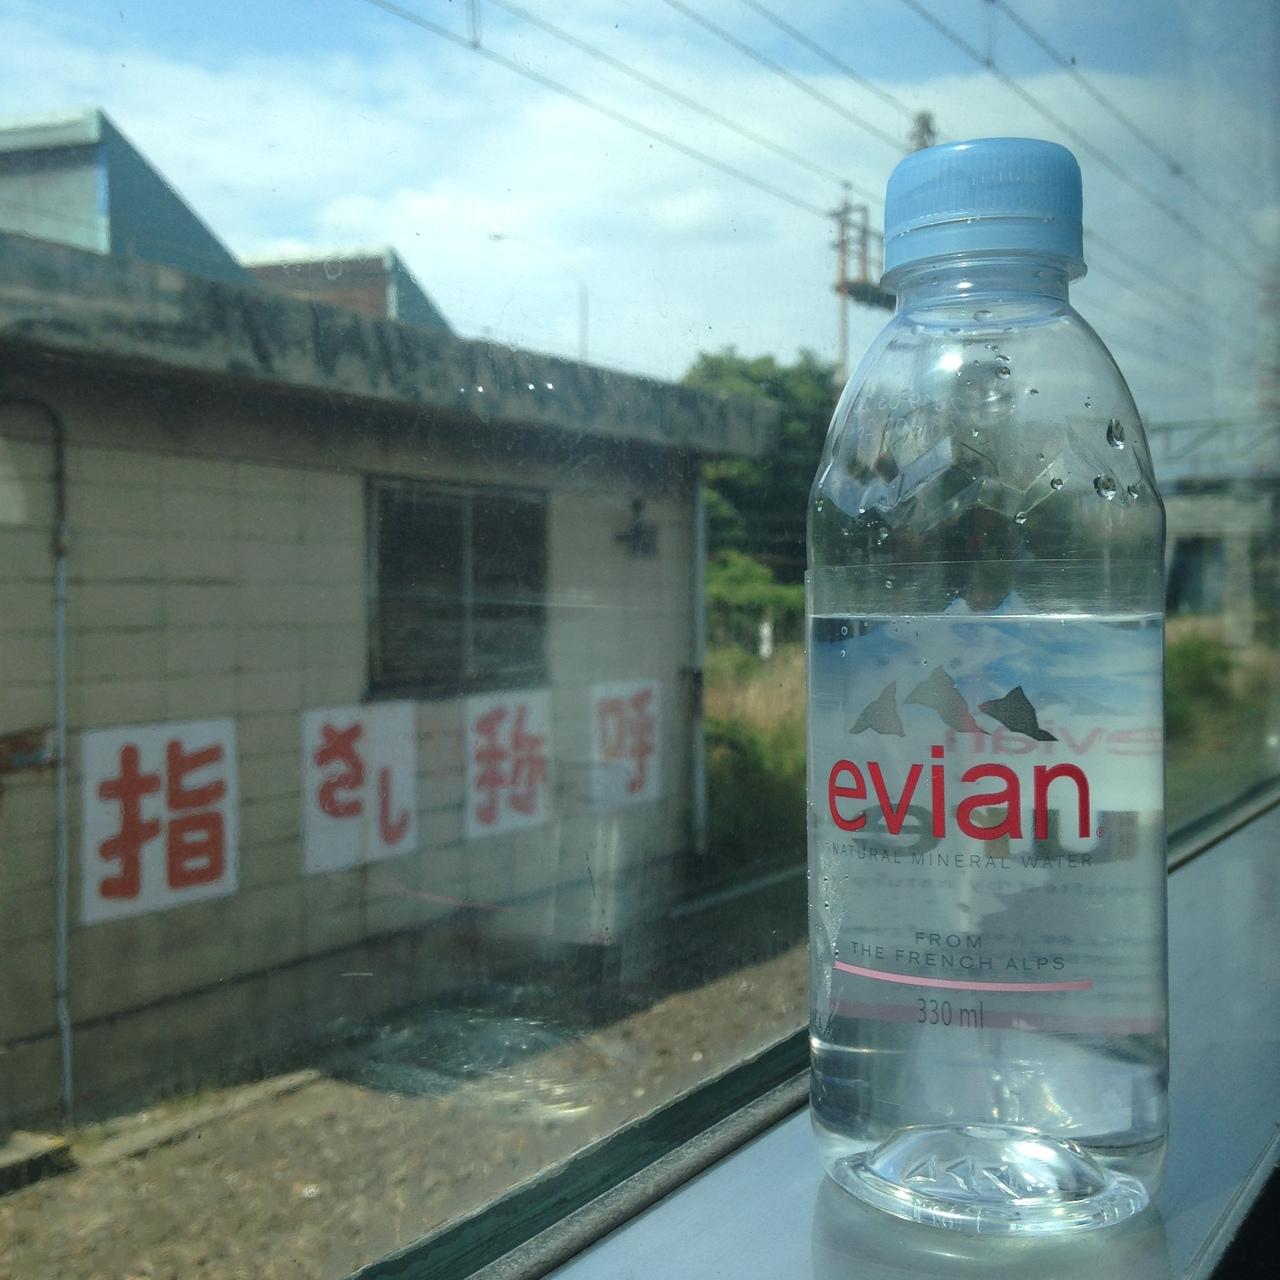 指さし称呼
evian
NATURAL MINERAL WATER
FROM
THE FRENCH ALPS
330 ml